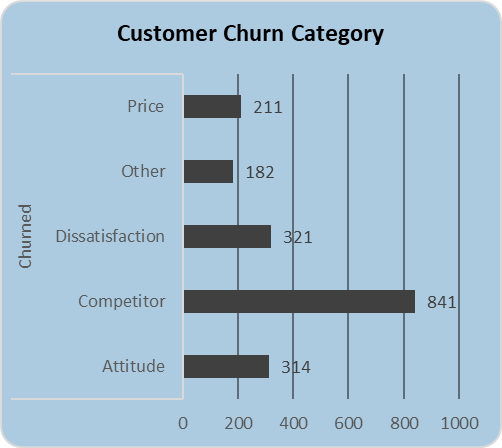 Customer Churn Category
Churned
Price 211
Other 182
Dissatisfaction 321
Competitor 841
Attitude 314
0 200 400 600 800 1000